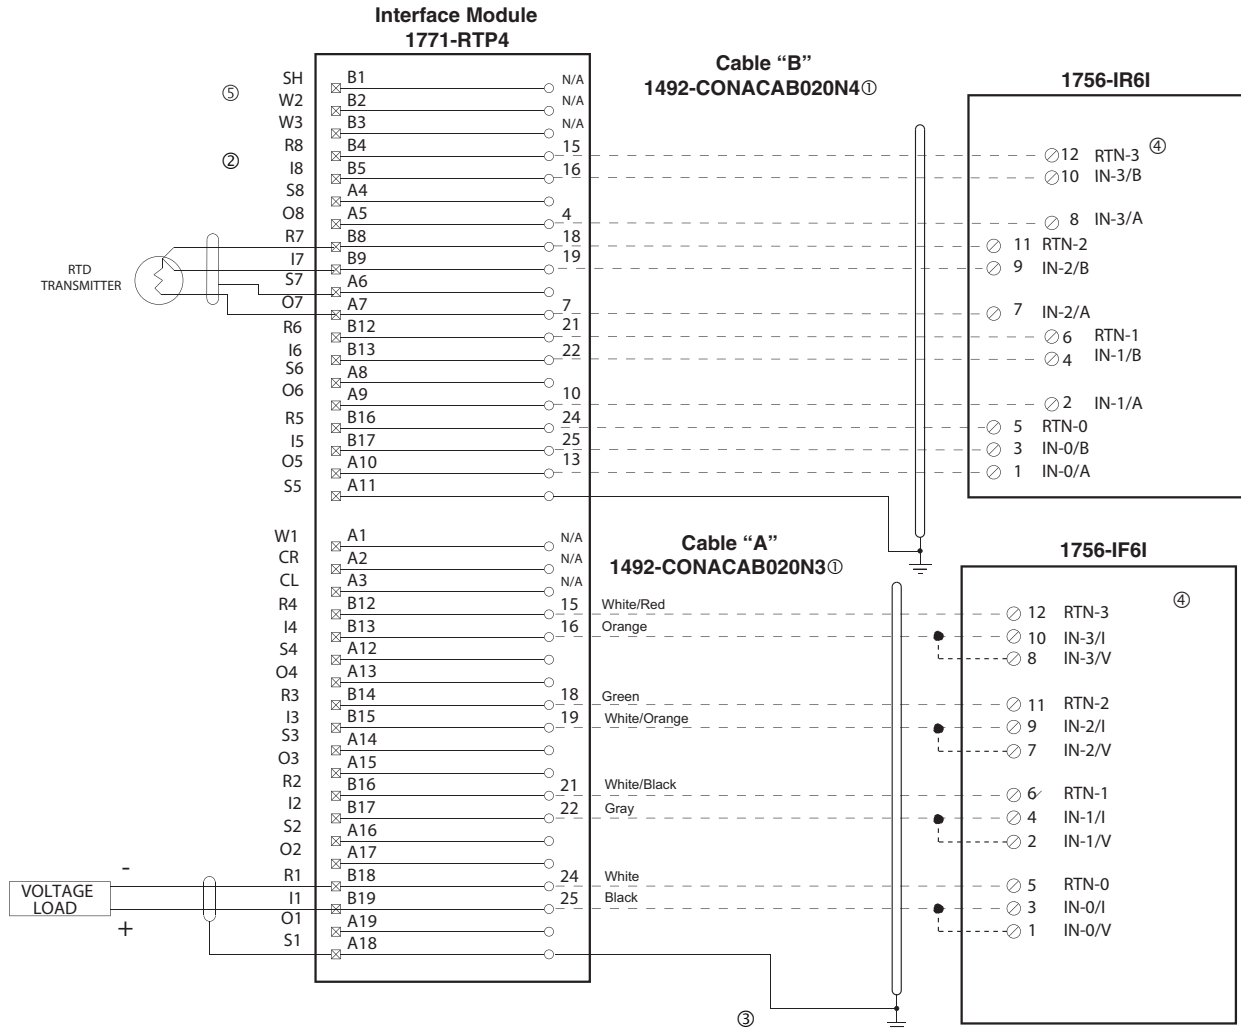 Interface Module
1771-RTP4
Cable “B”
1492-CONACAB020N4①
1756-IR6I
⑤
②
SH B1 N/A
W2 B2 N/A
W3 B3 N/A
R8 B4 15 12 RTN-3 ④
I8 B5 16 10 IN-3/B
S8 A4
O8 A5 4 8 IN-3/A
R7 B8 18 11 RTN-2
I7 B9 19 9 IN-2/B
RTD
TRANSMITTER
S7 A6
O7 A7 7 7 IN-2/A
R6 B12 21 6 RTN-1
I6 B13 22 4 IN-1/B
S6 A8
O6 A9 10 2 IN-1/A
R5 B16 24 5 RTN-0
I5 B17 25 3 IN-0/B
O5 A10 13 1 IN-0/A
S5 A11
Cable “A”
1492-CONACAB020N3①
1756-IF6I
④
W1 A1 N/A
CR A2 N/A
CL A3 N/A
R4 B12 15 White/Red 12 RTN-3
I4 B13 16 Orange 10 IN-3/I
S4 A12 8 IN-3/V
O4 A13
R3 B14 18 Green 11 RTN-2
I3 B15 19 White/Orange 9 IN-2/I
S3 A14 7 IN-2/V
O3 A15
R2 B16 21 White/Black 6 RTN-1
I2 B17 22 Gray 4 IN-1/I
S2 A16 2 IN-1/V
O2 A17
-
VOLTAGE
LOAD
+
R1 B18 24 White 5 RTN-0
I1 B19 25 Black 3 IN-0/I
O1 A19 1 IN-0/V
S1 A18
③